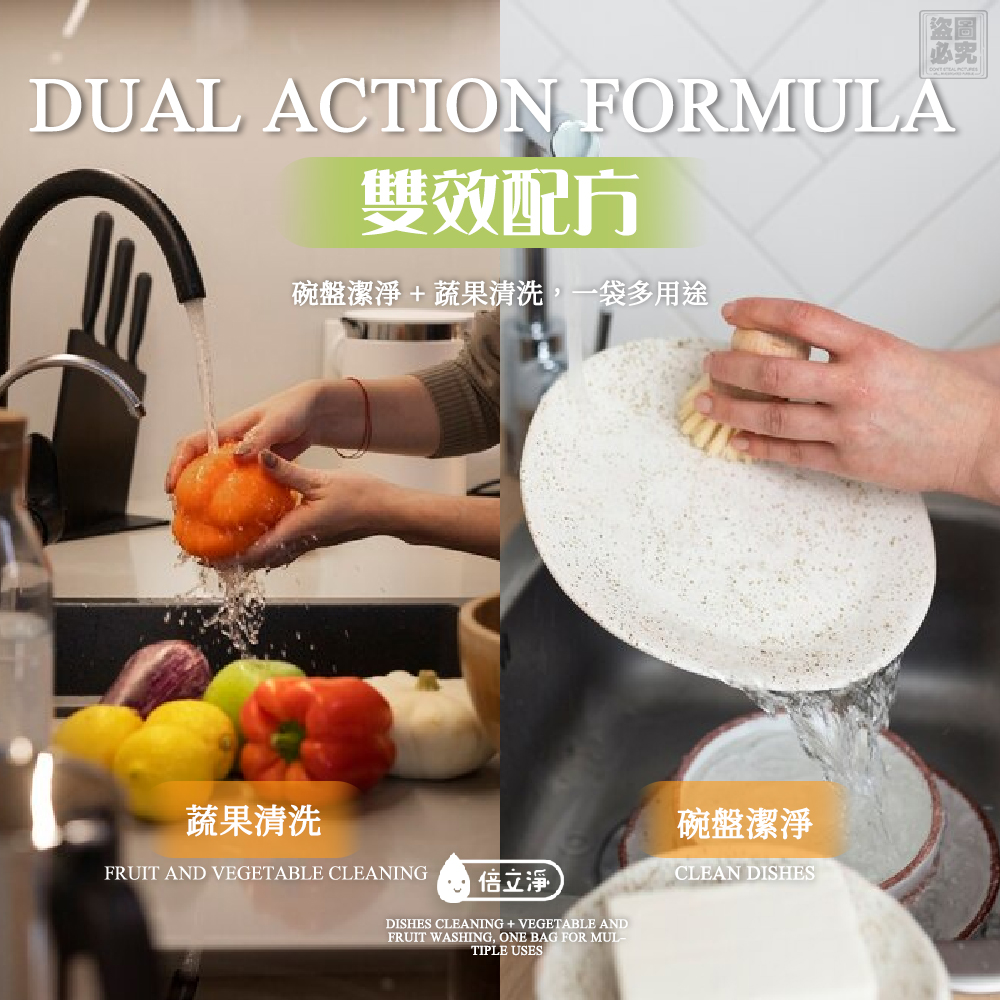 盜圖
必究
DUAL ACTION FORMULA
雙效配方
碗盤潔淨 + 蔬果清洗，一袋多用途
蔬果清洗
碗盤潔淨
FRUIT AND VEGETABLE CLEANING
倍立淨
CLEAN DISHES
DISHES CLEANING + VEGETABLE AND
FRUIT WASHING, ONE BAG FOR MUL-
TIPLE USES